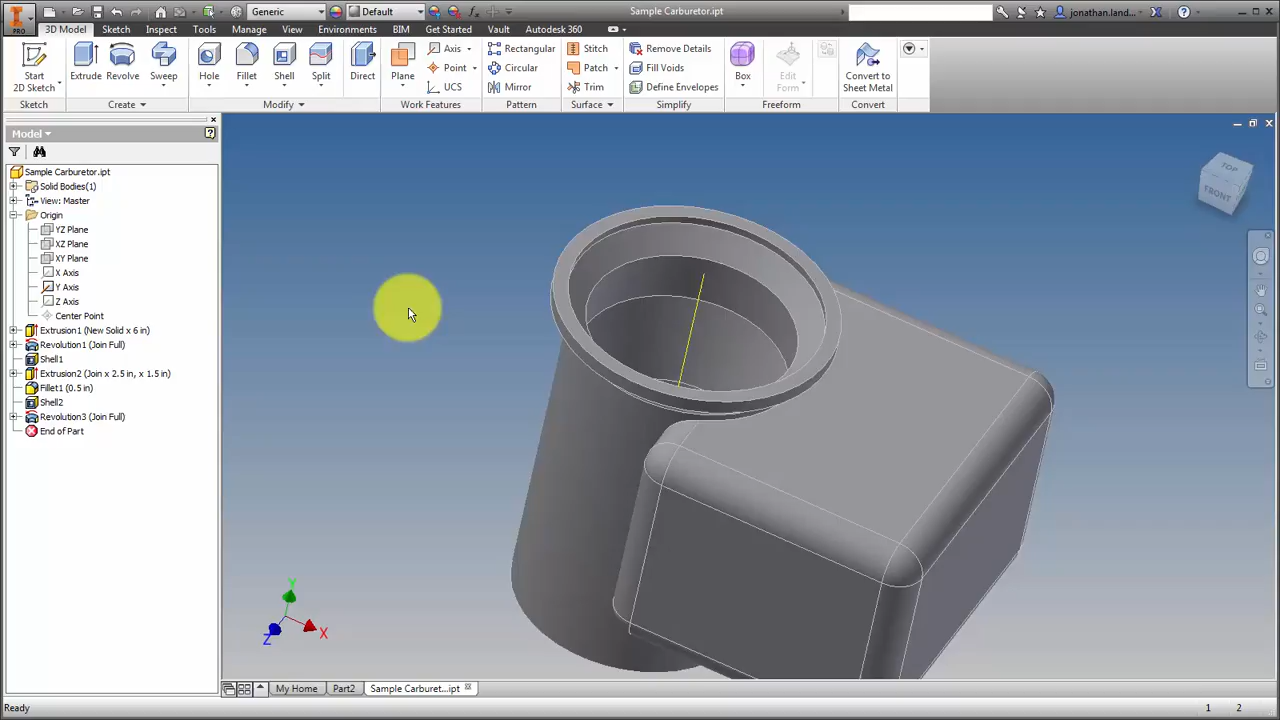 PRO
Generic
Default
Sample Carburetor.ipt
jonathan.land...
3D Model Sketch Inspect Tools Manage View Environments BIM Get Started Vault Autodesk 360
Start
2D Sketch
Extrude
Revolve
Sweep
Hole
Fillet
Shell
Split
Direct
Plane
Axis
Point
UCS
Rectangular
Circular
Mirror
Stitch
Patch
Trim
Remove Details
Fill Voids
Define Envelopes
Box
Edit
Form
Convert to
Sheet Metal
Sketch Create Modify Work Features Pattern Surface Simplify Freeform Convert
Model
Sample Carburetor.ipt
Solid Bodies(1)
View: Master
Origin
YZ Plane
XZ Plane
XY Plane
X Axis
Y Axis
Z Axis
Center Point
Extrusion1 (New Solid x 6 in)
Revolution1 (Join Full)
Shell1
Extrusion2 (Join x 2.5 in, x 1.5 in)
Fillet1 (0.5 in)
Shell2
Revolution3 (Join Full)
End of Part
TOP
FRONT
Y
X
Z
My Home Part2 Sample Carburet...ipt
Ready 1 2